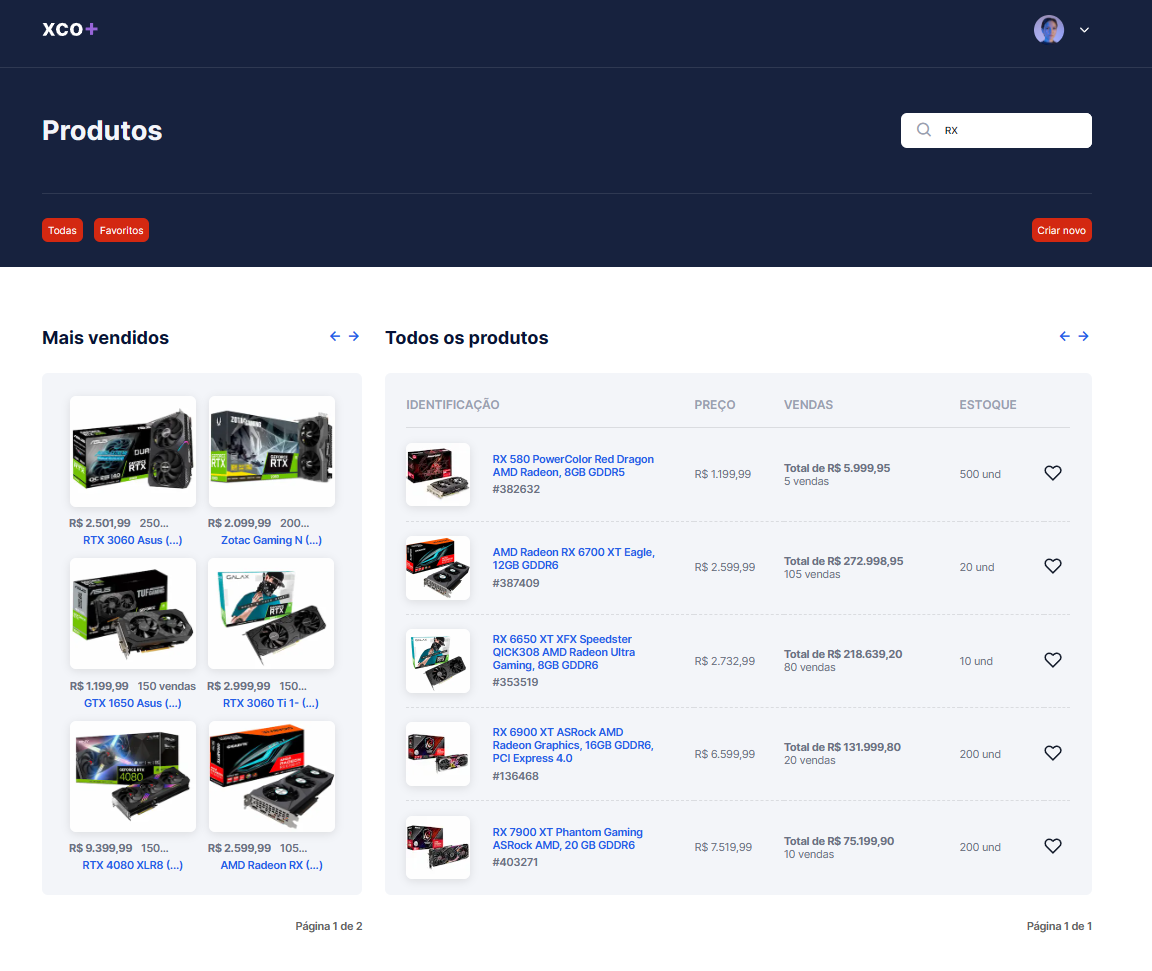 xco+
Produtos
RX
Todas
Favoritos
Criar novo
Mais vendidos
R$ 2.501,99 250...
RTX 3060 Asus (...)
R$ 2.099,99 200...
Zotac Gaming N (...)
R$ 1.199,99 150 vendas
GTX 1650 Asus (...)
R$ 2.999,99 150...
RTX 3060 Ti 1- (...)
R$ 9.399,99 150...
RTX 4080 XLR8 (...)
R$ 2.599,99 105...
AMD Radeon RX (...)
Página 1 de 2
Todos os produtos
IDENTIFICAÇÃO PREÇO VENDAS ESTOQUE
RX 580 PowerColor Red Dragon
AMD Radeon, 8GB GDDR5
#382632
R$ 1.199,99
Total de R$ 5.999,95
5 vendas
500 und
AMD Radeon RX 6700 XT Eagle,
12GB GDDR6
#387409
R$ 2.599,99
Total de R$ 272.998,95
105 vendas
20 und
RX 6650 XT XFX Speedster
QICK308 AMD Radeon Ultra
Gaming, 8GB GDDR6
#353519
R$ 2.732,99
Total de R$ 218.639,20
80 vendas
10 und
RX 6900 XT ASRock AMD
Radeon Graphics, 16GB GDDR6,
PCI Express 4.0
#136468
R$ 6.599,99
Total de R$ 131.999,80
20 vendas
200 und
RX 7900 XT Phantom Gaming
ASRock AMD, 20 GB GDDR6
#403271
R$ 7.519,99
Total de R$ 75.199,90
10 vendas
200 und
Página 1 de 1